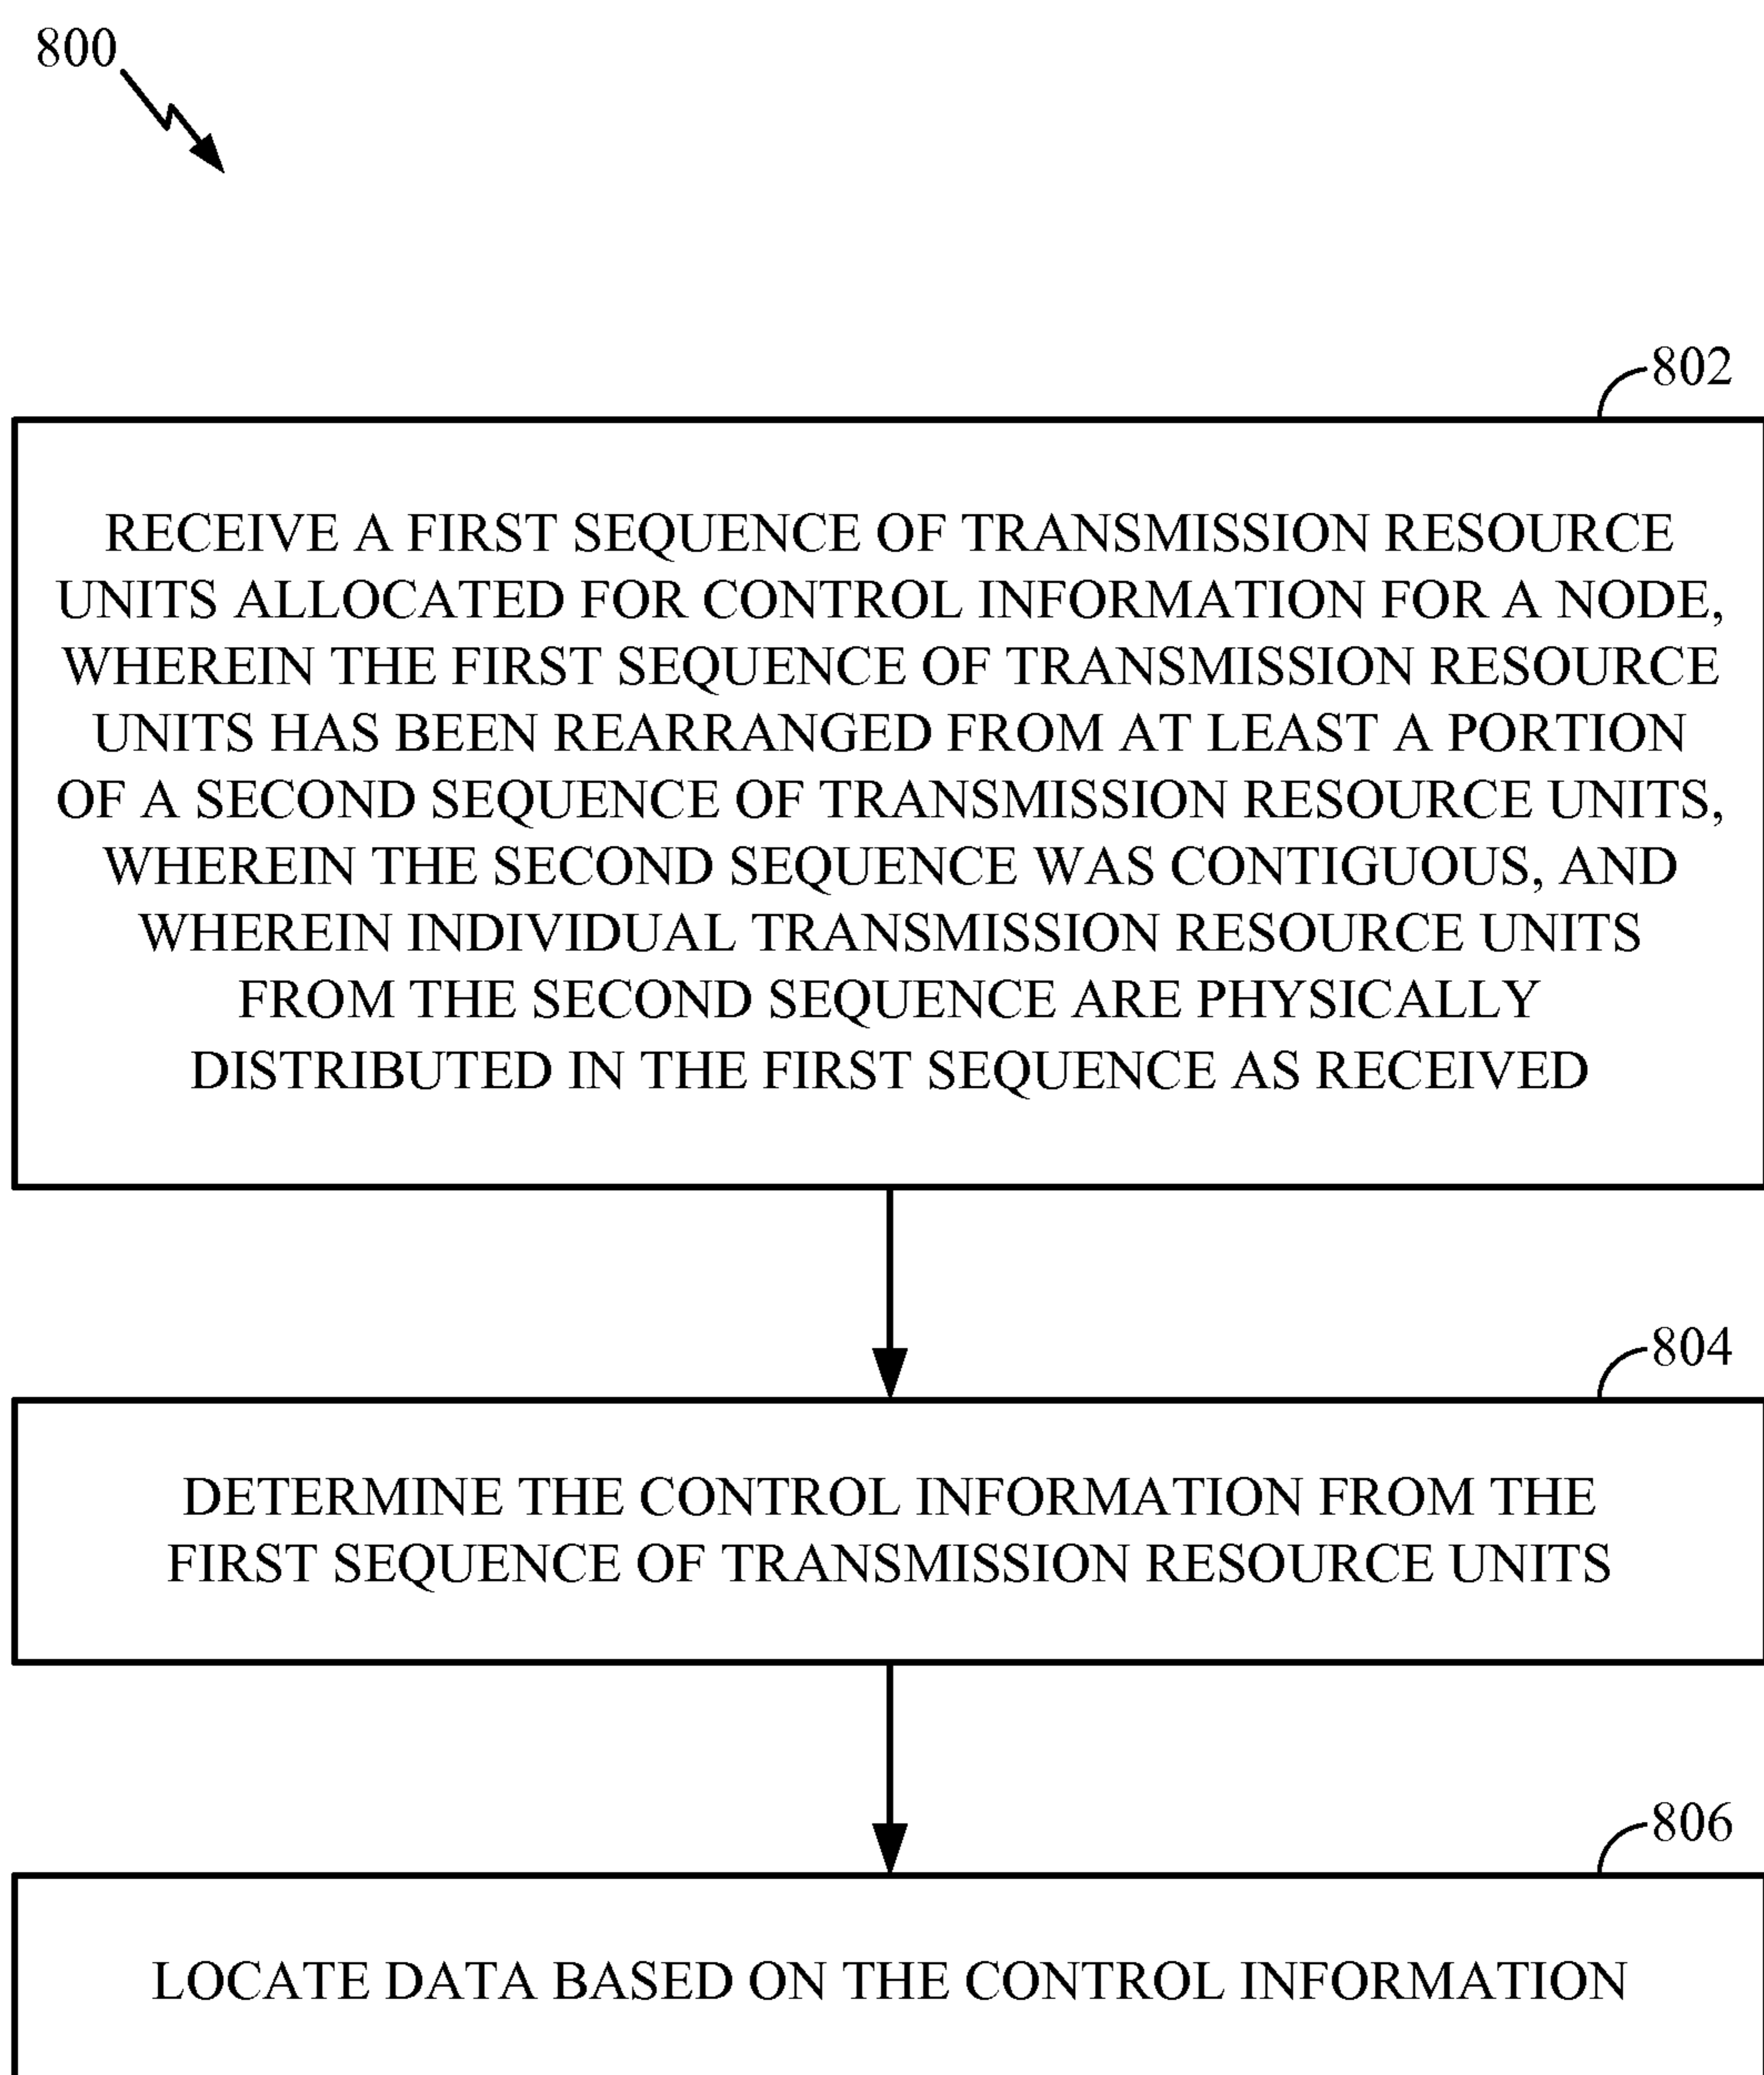 800
802
RECEIVE A FIRST SEQUENCE OF TRANSMISSION RESOURCE
UNITS ALLOCATED FOR CONTROL INFORMATION FOR A NODE,
WHEREIN THE FIRST SEQUENCE OF TRANSMISSION RESOURCE
UNITS HAS BEEN REARRANGED FROM AT LEAST A PORTION
OF A SECOND SEQUENCE OF TRANSMISSION RESOURCE UNITS,
WHEREIN THE SECOND SEQUENCE WAS CONTIGUOUS, AND
WHEREIN INDIVIDUAL TRANSMISSION RESOURCE UNITS
FROM THE SECOND SEQUENCE ARE PHYSICALLY
DISTRIBUTED IN THE FIRST SEQUENCE AS RECEIVED
804
DETERMINE THE CONTROL INFORMATION FROM THE
FIRST SEQUENCE OF TRANSMISSION RESOURCE UNITS
806
LOCATE DATA BASED ON THE CONTROL INFORMATION